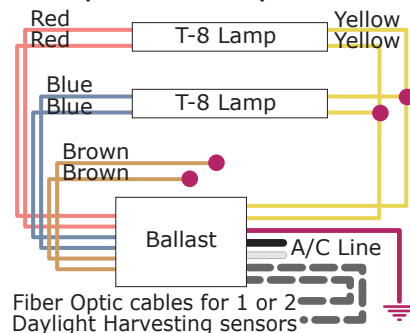 Red
Red
T-8 Lamp
Yellow
Yellow
Blue
Blue
T-8 Lamp
Brown
Brown
Ballast
A/C Line
Fiber Optic cables for 1 or 2
Daylight Harvesting sensors